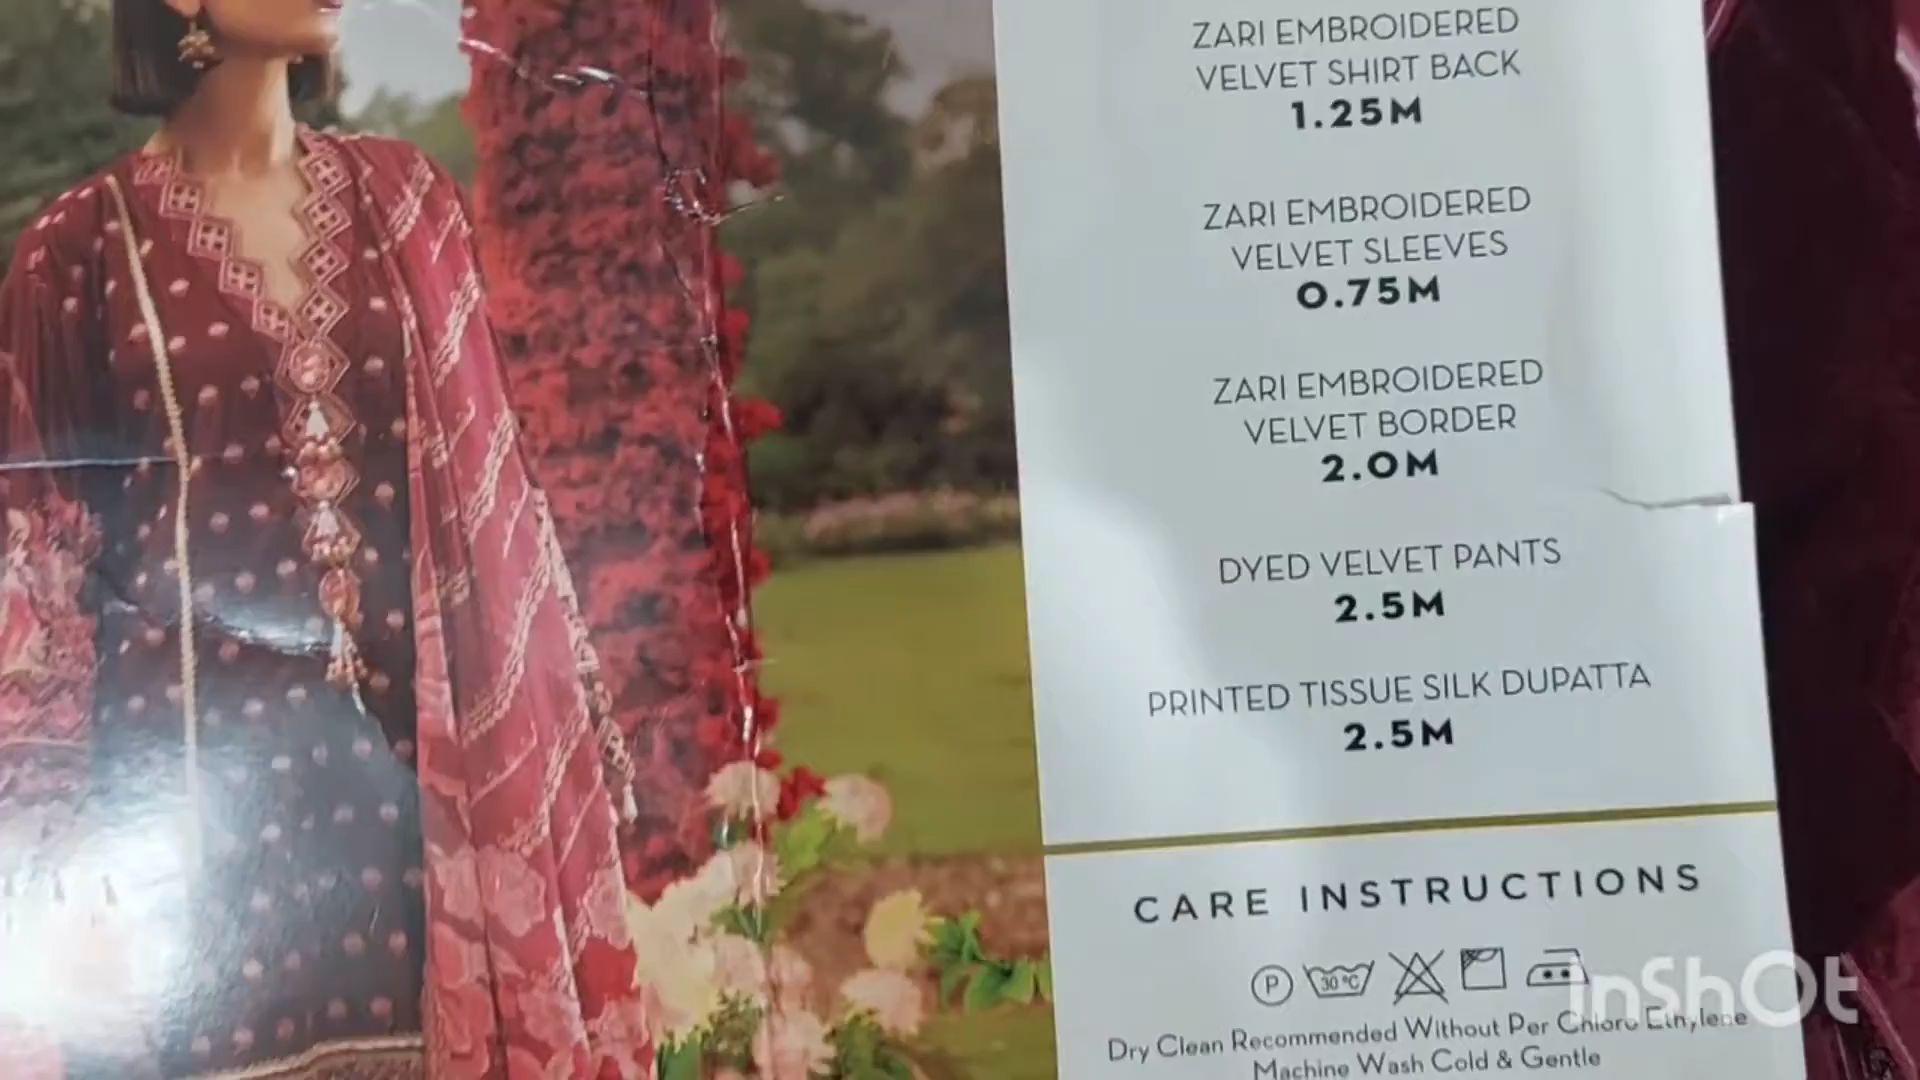 ZARI EMBROIDERED
VELVET SHIRT BACK
1.25M
ZARI EMBROIDERED
VELVET SLEEVES
0.75M
ZARI EMBROIDERED
VELVET BORDER
2.0M
DYED VELVET PANTS
2.5M
PRINTED TISSUE SILK DUPATTA
2.5M
CARE INSTRUCTIONS
P 30°C
InShOt
Dry Clean Recommended Without Per Chloro Ethylene
Machine Wash Cold & Gentle